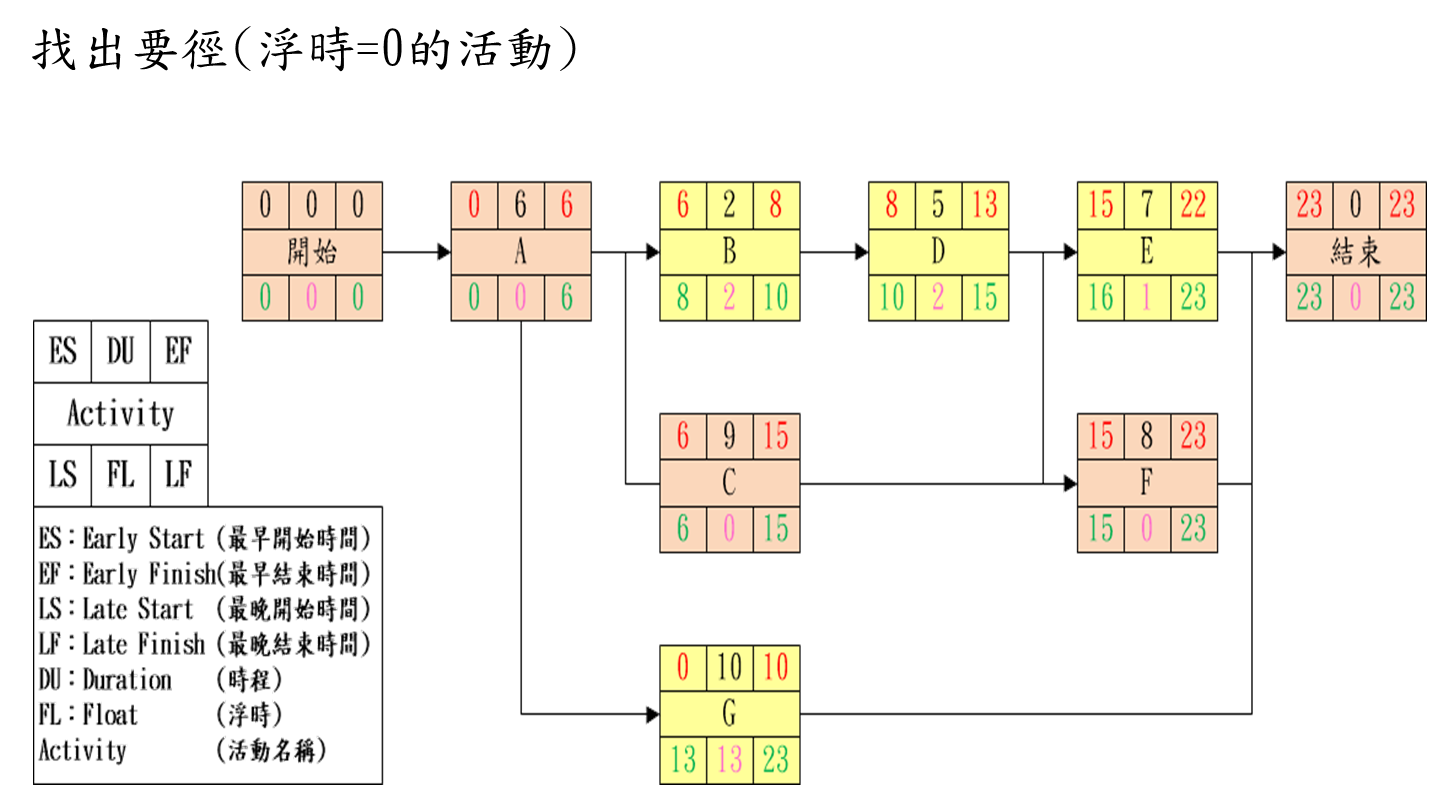 找出要徑(浮時=0的活動)
0 0 0
開始
0 0 0
0 6 6
A
0 0 6
6 2 8
B
8 2 10
8 5 13
D
10 2 15
15 7 22
E
16 1 23
23 0 23
結束
23 0 23
ES DU EF
Activity
LS FL LF
6 9 15
C
6 0 15
15 8 23
F
15 0 23
ES：Early Start (最早開始時間)
EF：Early Finish(最早結束時間)
LS：Late Start (最晚開始時間)
LF：Late Finish (最晚結束時間)
DU：Duration (時程)
FL：Float (浮時)
Activity (活動名稱)
0 10 10
G
13 13 23